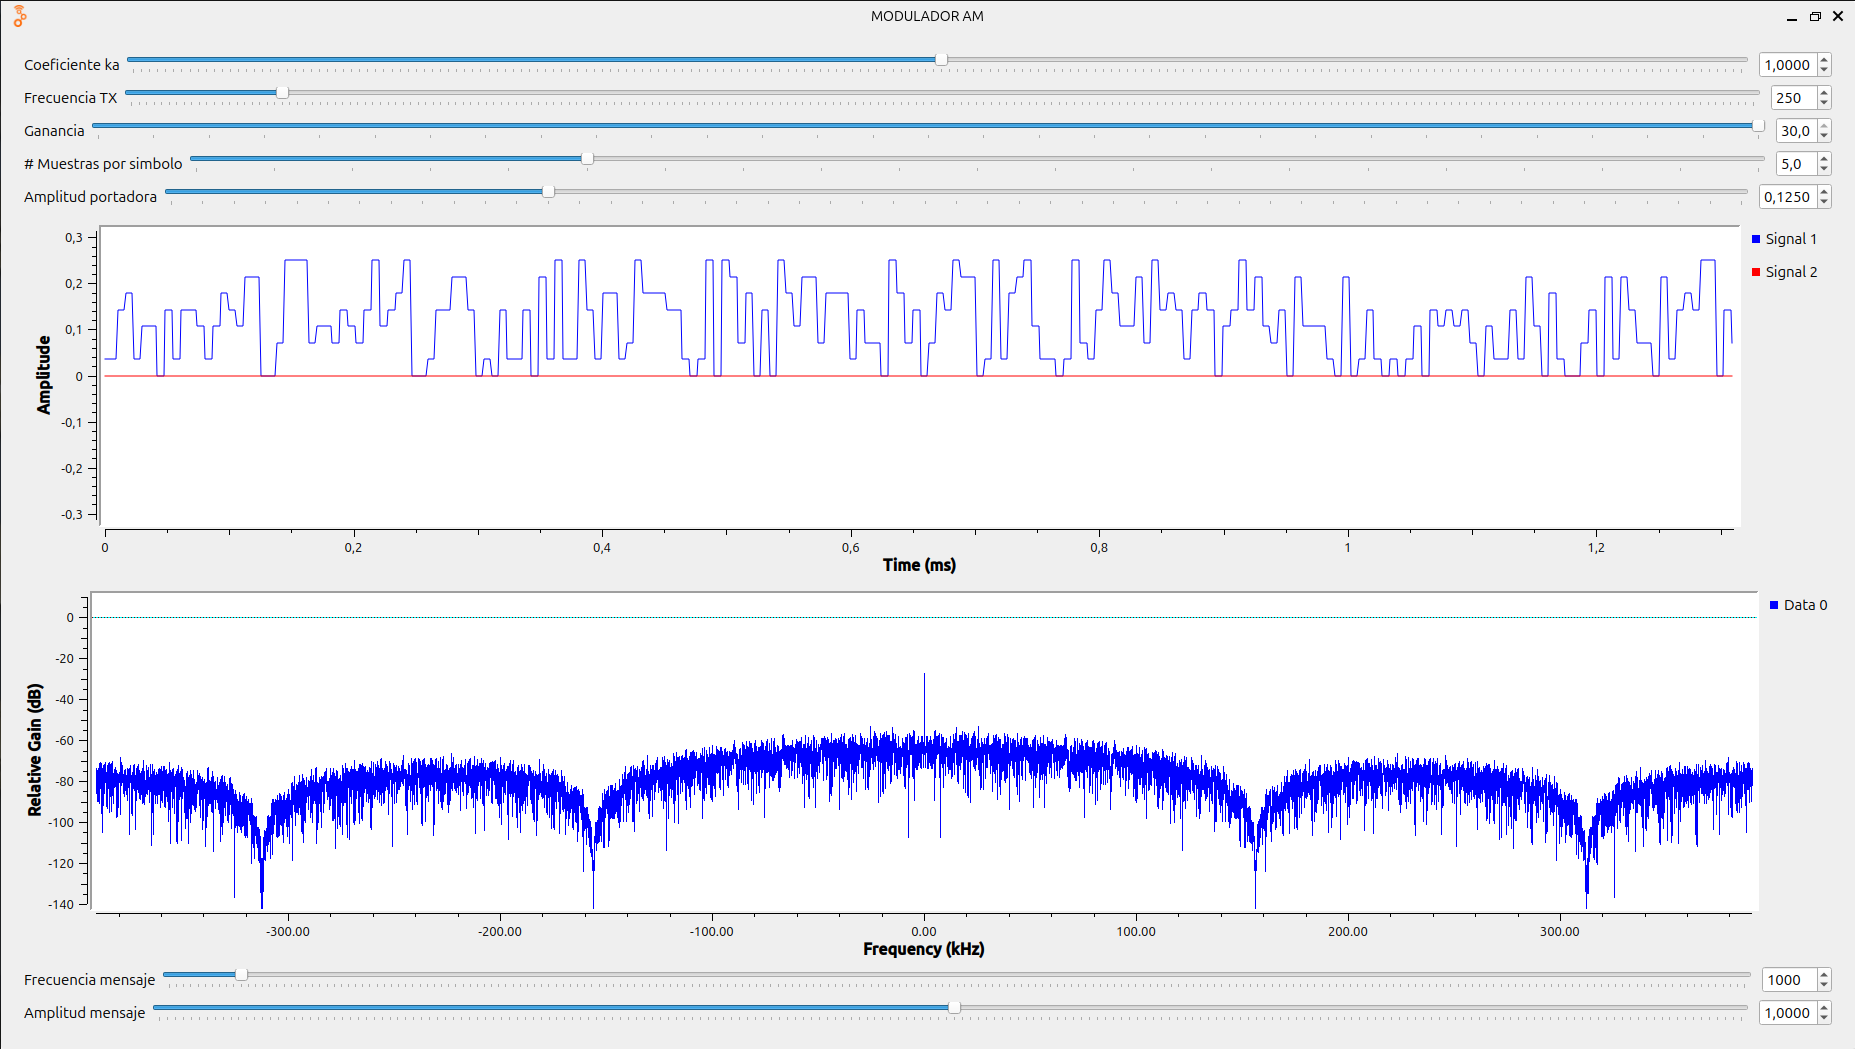 MODULADOR AM
Coeficiente ka 1,0000
Frecuencia TX 250
Ganancia 30,0
# Muestras por simbolo 5,0
Amplitud portadora 0,1250
Signal 1
Signal 2
Amplitude
0,3
0,2
0,1
0
-0,1
-0,2
-0,3
0 0,2 0,4 0,6 0,8 1 1,2
Time (ms)
Data 0
Relative Gain (dB)
0
-20
-40
-60
-80
-100
-120
-140
-300.00 -200.00 -100.00 0.00 100.00 200.00 300.00
Frequency (kHz)
Frecuencia mensaje 1000
Amplitud mensaje 1,0000